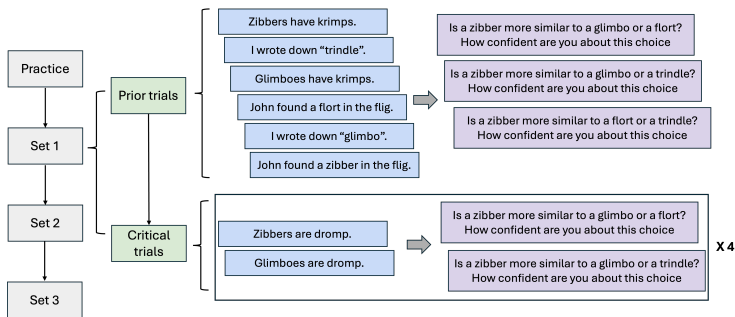 Practice
Set 1
Set 2
Set 3
Prior trials
Critical
trials
Zibbers have krimps.
I wrote down “trindle”.
Glimboes have krimps.
John found a flort in the flig.
I wrote down “glimbo”.
John found a zibber in the flig.
Is a zibber more similar to a glimbo or a flort?
How confident are you about this choice
Is a zibber more similar to a glimbo or a trindle?
How confident are you about this choice
Is a zibber more similar to a flort or a trindle?
How confident are you about this choice
Zibbers are dromp.
Glimboes are dromp.
Is a zibber more similar to a glimbo or a flort?
How confident are you about this choice
Is a zibber more similar to a glimbo or a trindle?
How confident are you about this choice
X 4